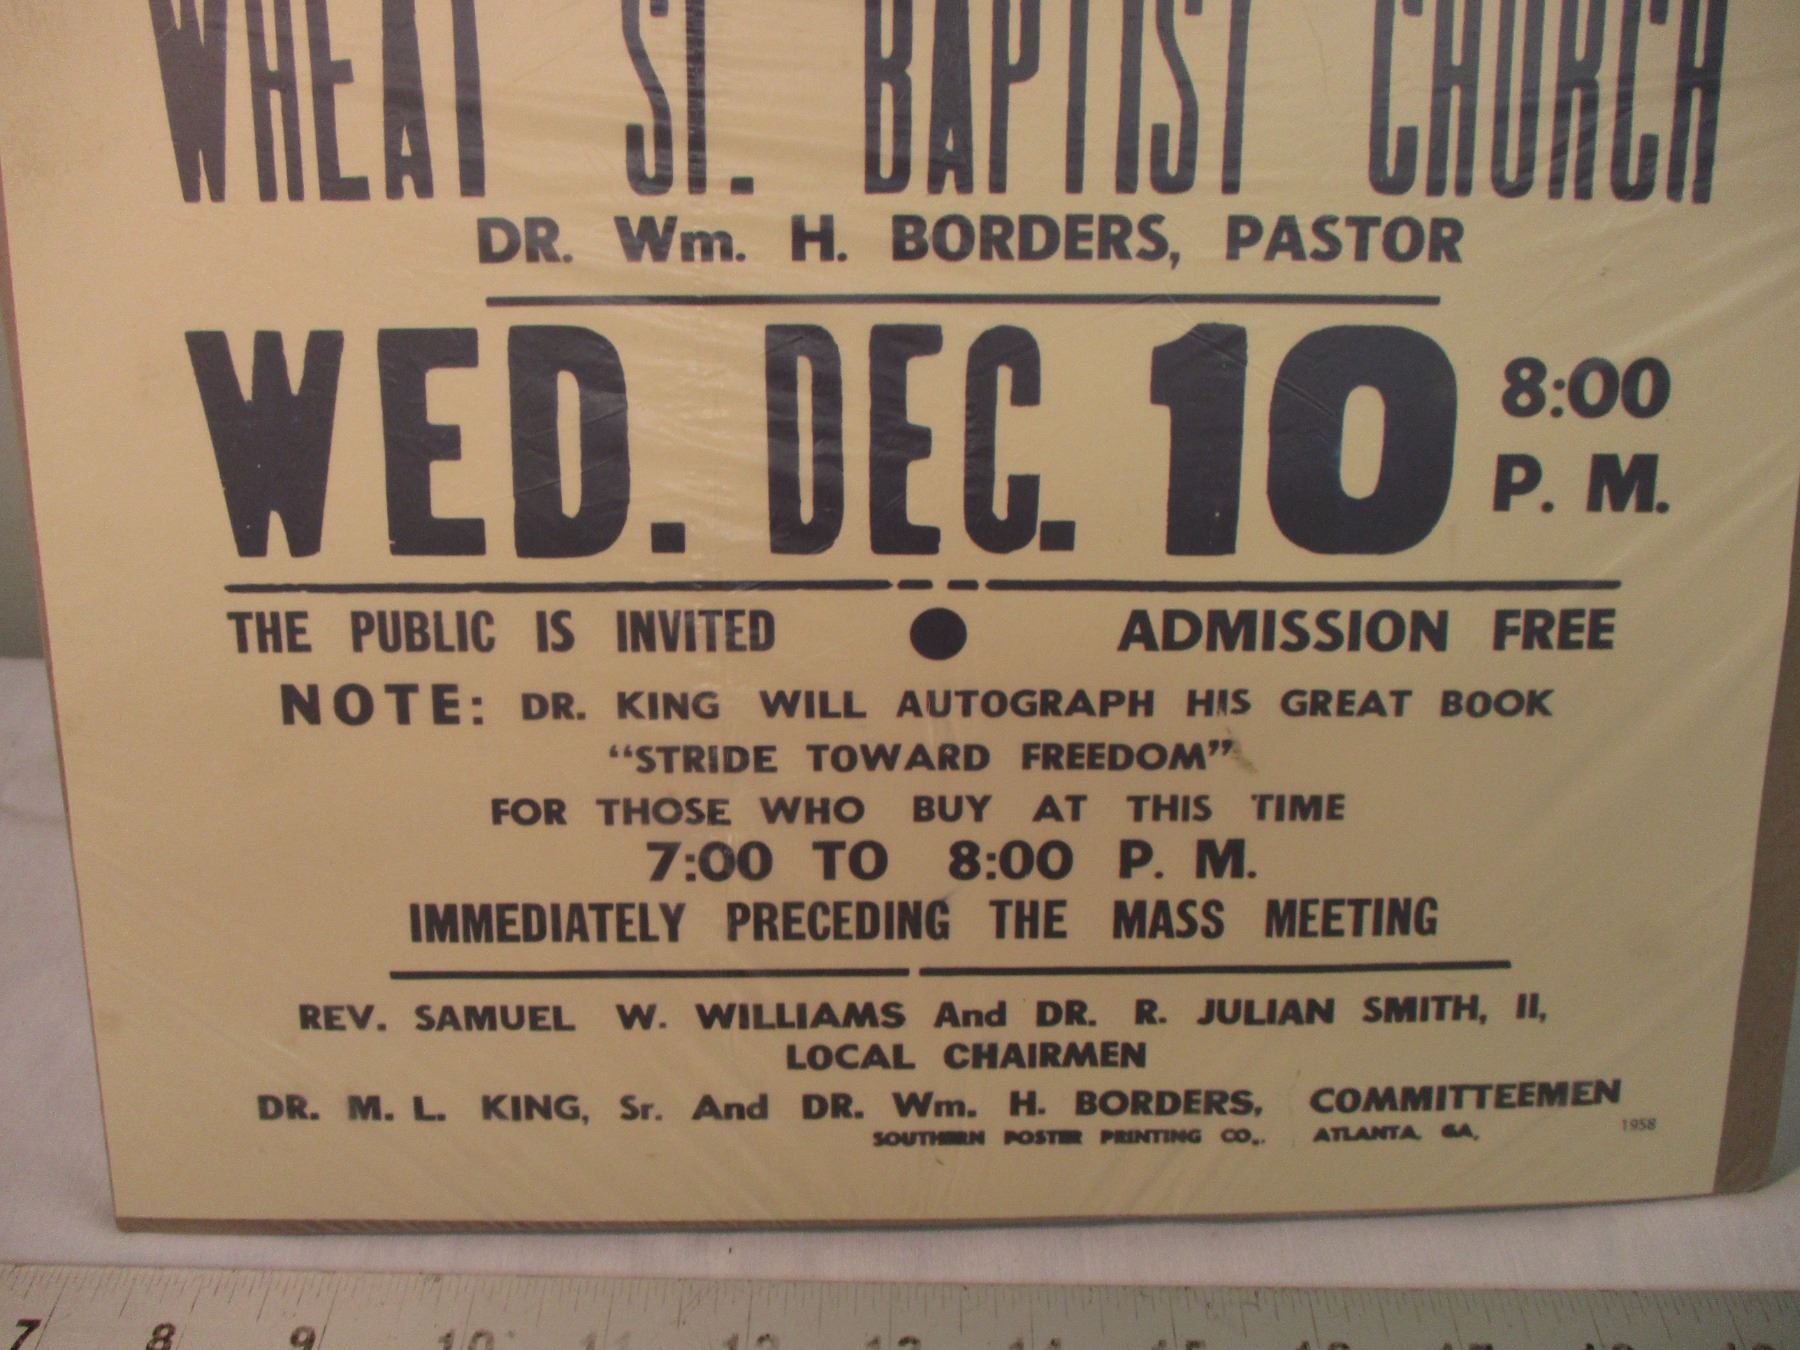 WHEAT ST. BAPTIST CHURCH
DR. Wm. H. BORDERS, PASTOR
WED. DEC. 10 8:00 P. M.
THE PUBLIC IS INVITED ● ADMISSION FREE
NOTE: DR. KING WILL AUTOGRAPH HIS GREAT BOOK
“STRIDE TOWARD FREEDOM”
FOR THOSE WHO BUY AT THIS TIME
7:00 TO 8:00 P. M.
IMMEDIATELY PRECEDING THE MASS MEETING
REV. SAMUEL W. WILLIAMS And DR. R. JULIAN SMITH, II,
LOCAL CHAIRMEN
DR. M. L. KING, Sr. And DR. Wm. H. BORDERS, COMMITTEEMEN
SOUTHERN POSTER PRINTING CO., ATLANTA, GA,
1958
7 8 9 10 11 12 13 14 15 16 17 18 19